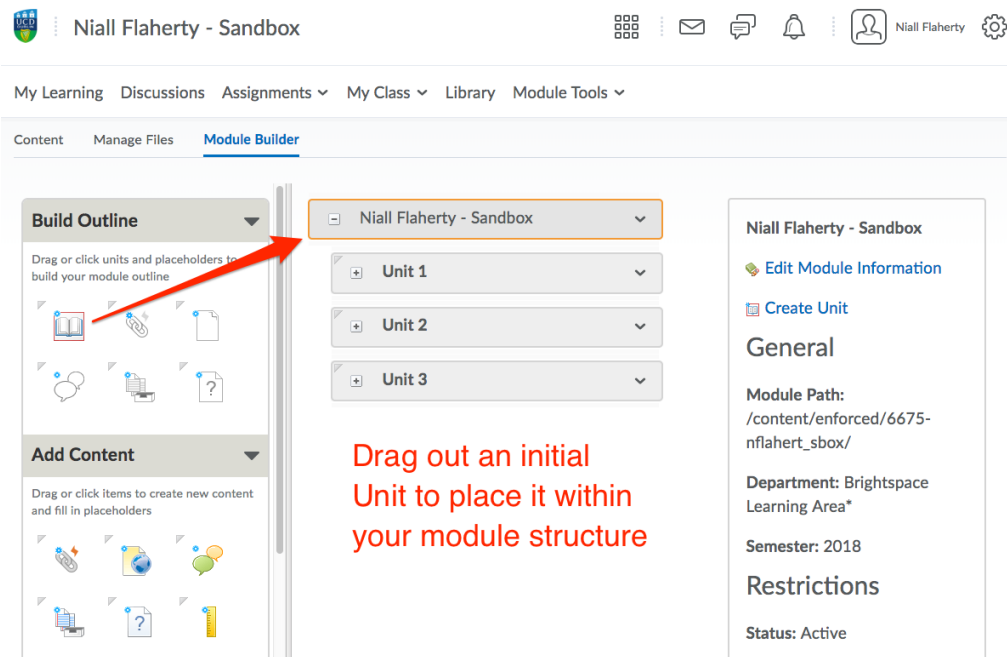 UCD
Niall Flaherty - Sandbox
Niall Flaherty
My Learning Discussions Assignments My Class Library Module Tools
Content Manage Files Module Builder
Build Outline
Drag or click units and placeholders to
build your module outline
?
Add Content
Drag or click items to create new content
and fill in placeholders
?
Niall Flaherty - Sandbox
Unit 1
Unit 2
Unit 3
Drag out an initial
Unit to place it within
your module structure
Niall Flaherty - Sandbox
Edit Module Information
Create Unit
General
Module Path:
/content/enforced/6675-
nflahert_sbox/
Department: Brightspace
Learning Area*
Semester: 2018
Restrictions
Status: Active